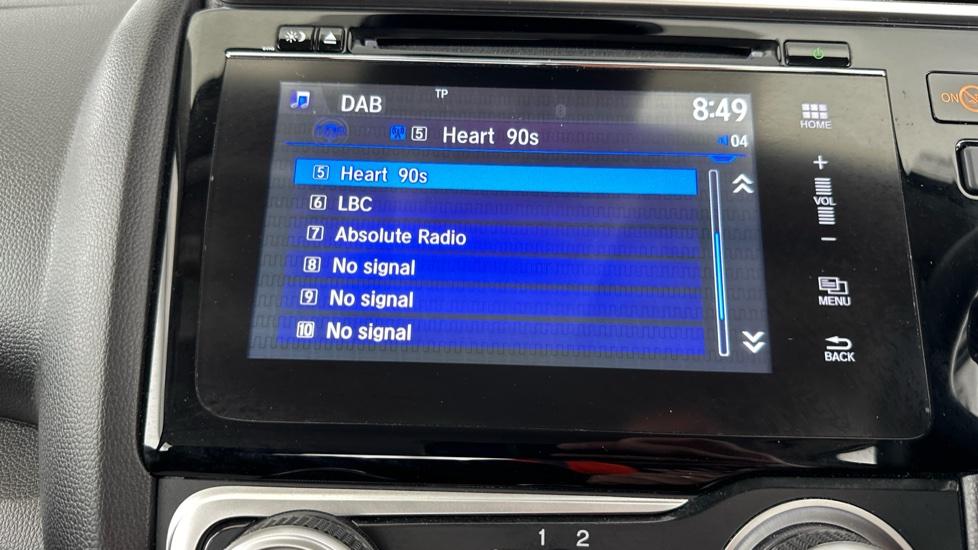 DAB TP 8:49
5 Heart 90s 04
5 Heart 90s
6 LBC
7 Absolute Radio
8 No signal
9 No signal
10 No signal
HOME
+
VOL
−
MENU
BACK
ON
1 2